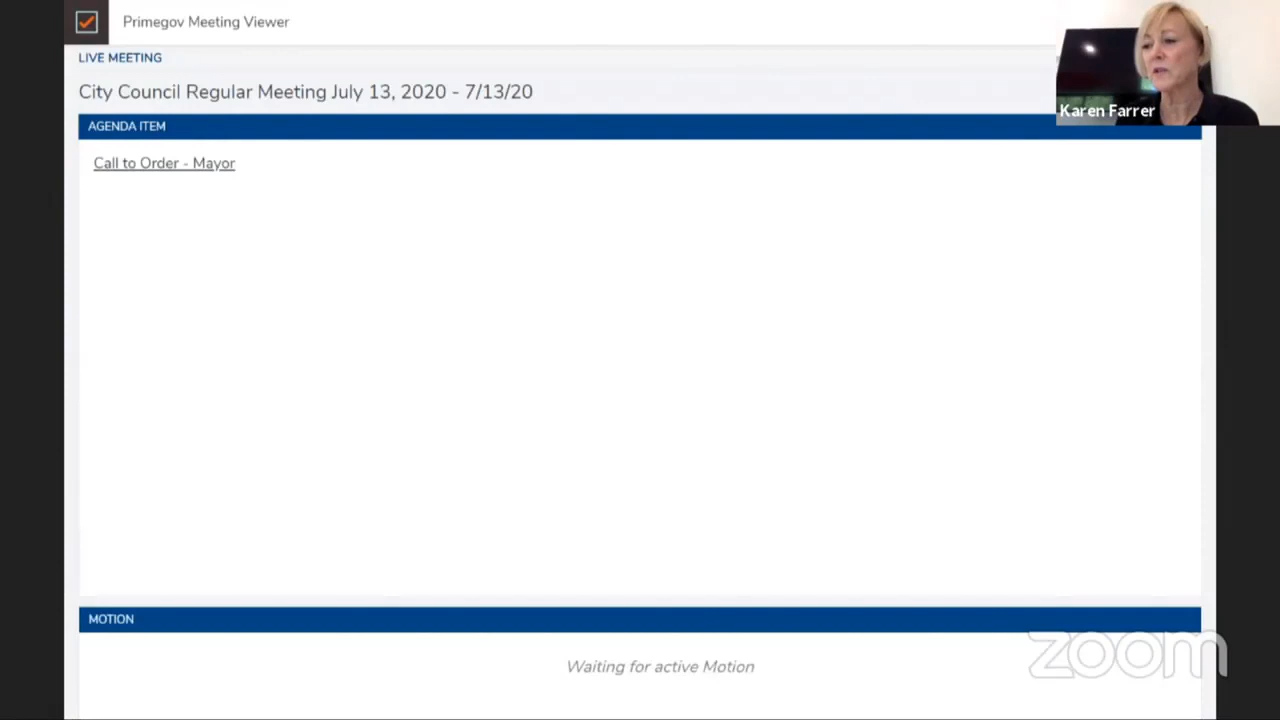 Primegov Meeting Viewer
LIVE MEETING
City Council Regular Meeting July 13, 2020 - 7/13/20
Karen Farrer
AGENDA ITEM
Call to Order - Mayor
MOTION
Waiting for active Motion
zoom